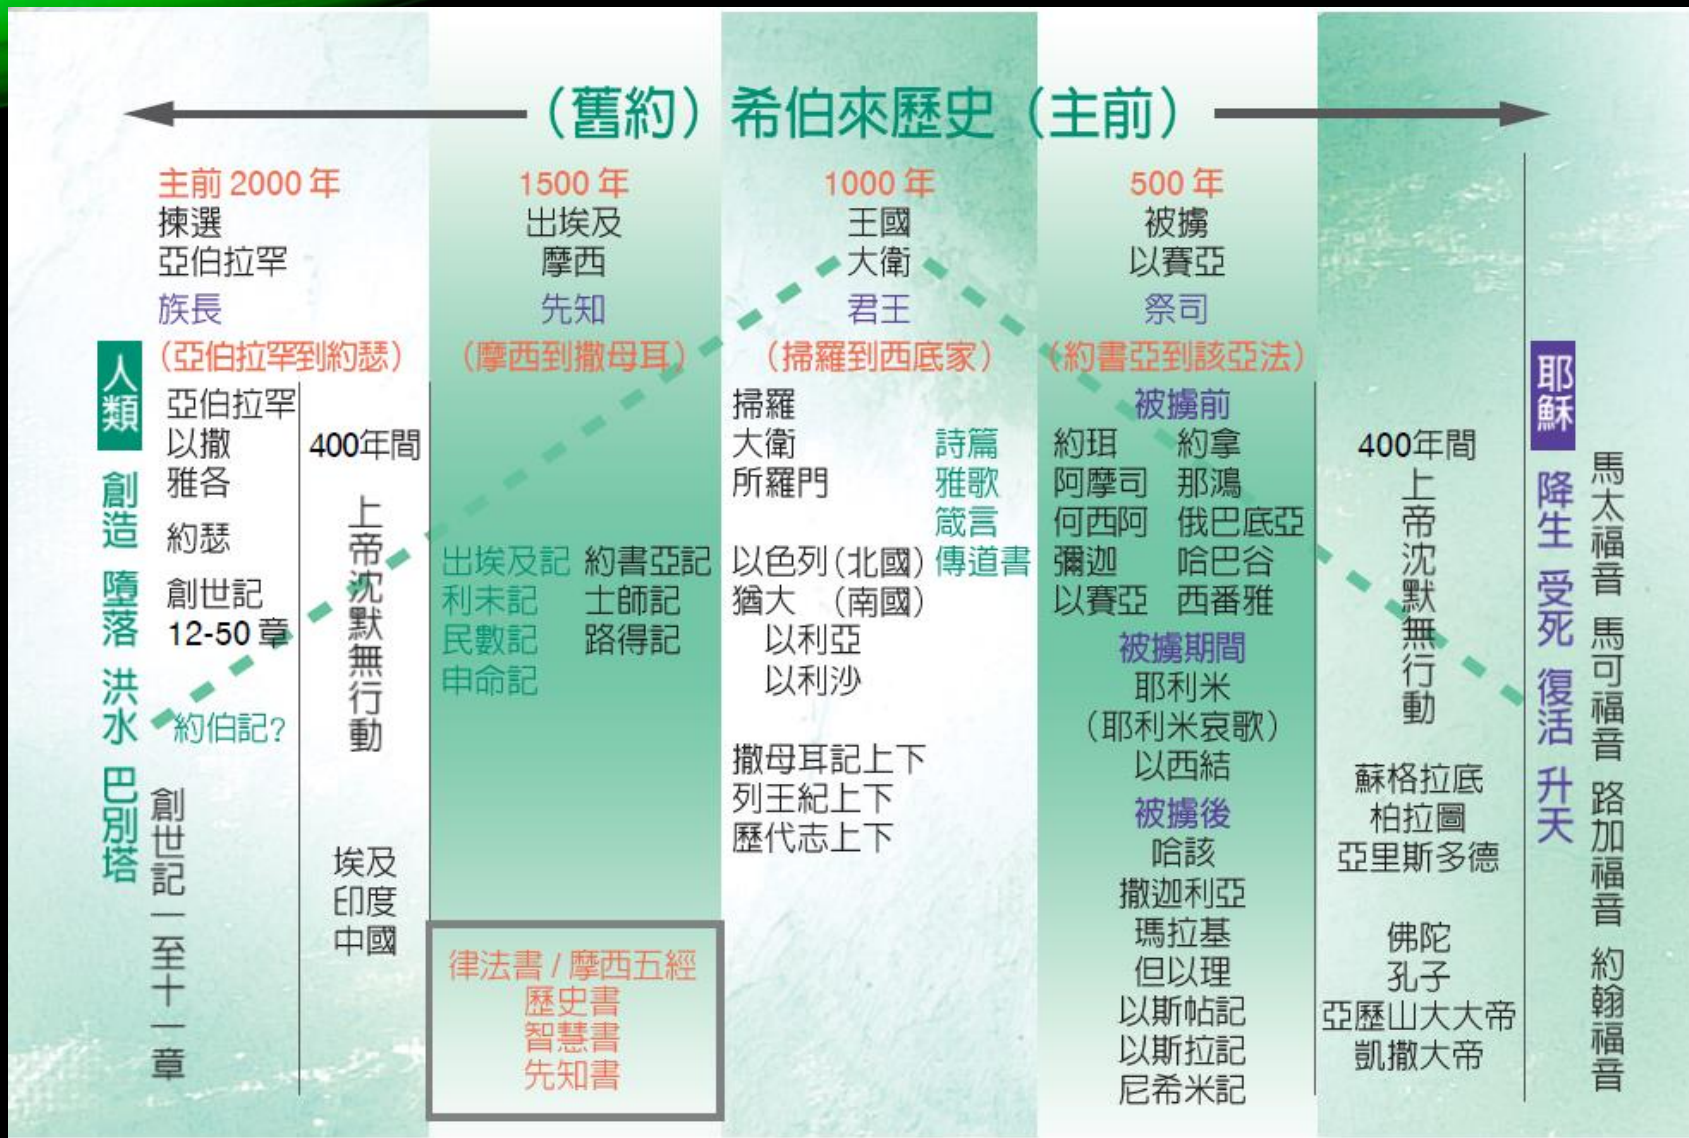 （舊約）希伯來歷史（主前）
主前 2000 年
揀選
亞伯拉罕
族長
（亞伯拉罕到約瑟）
人類
創造 墮落 洪水 巴別塔
創世記一至十一章
亞伯拉罕
以撒
雅各
約瑟
創世記
12-50 章
約伯記?
400年間
上帝沈默無行動
埃及
印度
中國
1500 年
出埃及
摩西
先知
（摩西到撒母耳）
出埃及記
利未記
民數記
申命記
約書亞記
士師記
路得記
律法書 / 摩西五經
歷史書
智慧書
先知書
1000 年
王國
大衛
君王
（掃羅到西底家）
掃羅
大衛
所羅門
詩篇
雅歌
箴言
傳道書
以色列（北國）
猶大 （南國）
以利亞
以利沙
撒母耳記上下
列王紀上下
歷代志上下
500 年
被擄
以賽亞
祭司
（約書亞到該亞法）
被擄前
約珥 約拿
阿摩司 那鴻
何西阿 俄巴底亞
彌迦 哈巴谷
以賽亞 西番雅
被擄期間
耶利米
（耶利米哀歌）
以西結
被擄後
哈該
撒迦利亞
瑪拉基
但以理
以斯帖記
以斯拉記
尼希米記
400年間
上帝沈默無行動
蘇格拉底
柏拉圖
亞里斯多德
佛陀
孔子
亞歷山大大帝
凱撒大帝
耶穌
降生 受死 復活 升天
馬太福音 馬可福音 路加福音 約翰福音